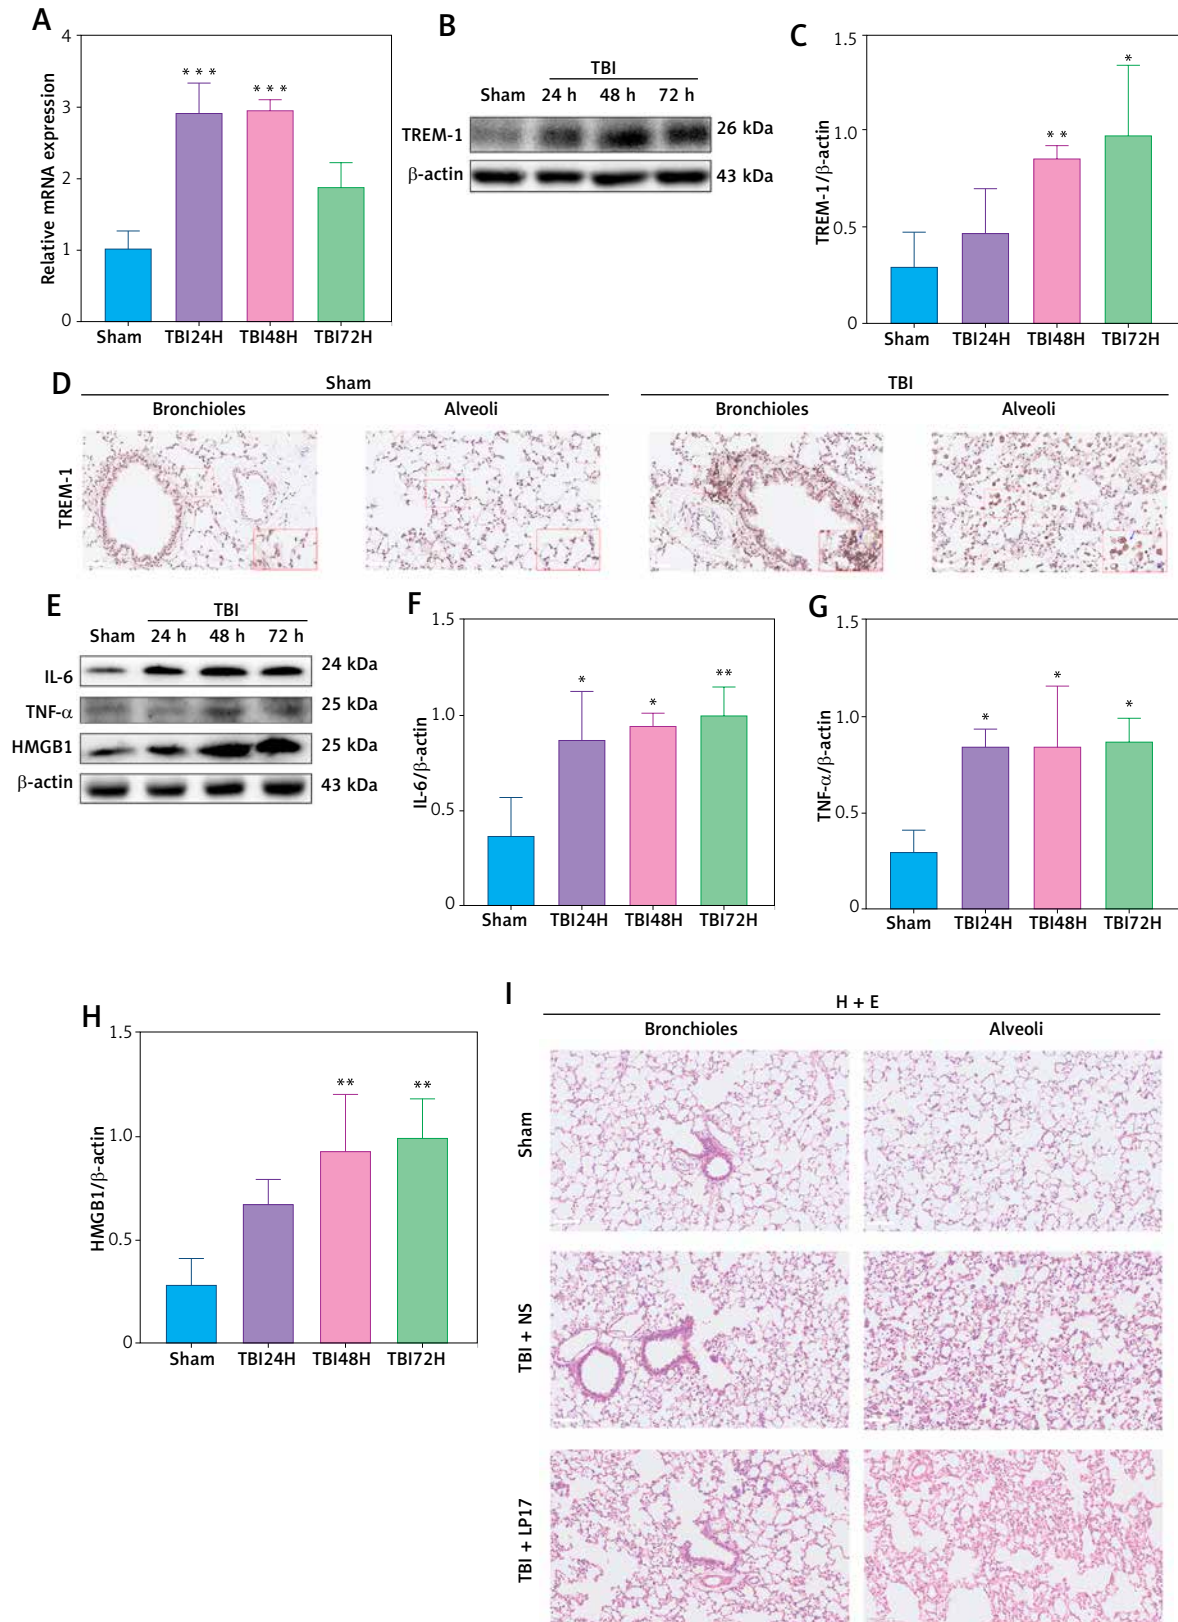 A
4
3
2
1
0
Relative mRNA expression
* * *
* * *
Sham
TBI24H
TBI48H
TBI72H
B
TBI
Sham 24 h 48 h 72 h
TREM-1
26 kDa
β-actin
43 kDa
C
1.5
1.0
0.5
0
TREM-1/β-actin
* *
*
Sham
TBI24H
TBI48H
TBI72H
D
Sham
TBI
Bronchioles
Alveoli
Bronchioles
Alveoli
TREM-1
E
TBI
Sham 24 h 48 h 72 h
IL-6
24 kDa
TNF-α
25 kDa
HMGB1
25 kDa
β-actin
43 kDa
F
1.5
1.0
0.5
0
IL-6/β-actin
*
*
**
Sham
TBI24H
TBI48H
TBI72H
G
1.5
1.0
0.5
0
TNF-α/β-actin
*
*
*
Sham
TBI24H
TBI48H
TBI72H
H
1.5
1.0
0.5
0
HMGB1/β-actin
**
**
Sham
TBI24H
TBI48H
TBI72H
I
H + E
Bronchioles
Alveoli
Sham
TBI + NS
TBI + LP17